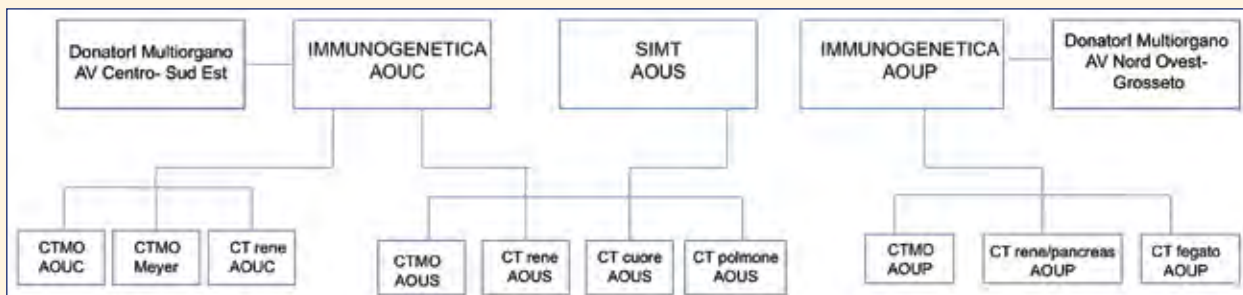 DonatorI Multiorgano
AV Centro- Sud Est
IMMUNOGENETICA
AOUC
SIMT
AOUS
IMMUNOGENETICA
AOUP
DonatorI Multiorgano
AV Nord Ovest-
Grosseto
CTMO
AOUC
CTMO
Meyer
CT rene
AOUC
CTMO
AOUS
CT rene
AOUS
CT cuore
AOUS
CT polmone
AOUS
CTMO
AOUP
CT rene/pancreas
AOUP
CT fegato
AOUP